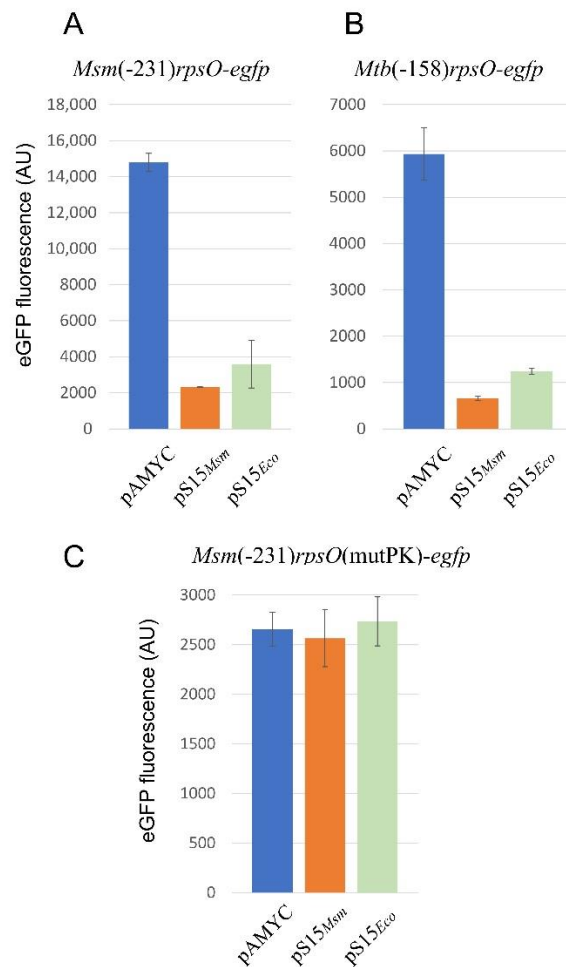 A
Msm(-231)rpsO-egfp
eGFP fluorescence (AU)
18,000
16,000
14,000
12,000
10,000
8000
6000
4000
2000
0
pAMYC
pS15Msm
pS15Eco
B
Mtb(-158)rpsO-egfp
7000
6000
5000
4000
3000
2000
1000
0
pAMYC
pS15Msm
pS15Eco
C
Msm(-231)rpsO(mutPK)-egfp
eGFP fluorescence (AU)
3000
2500
2000
1500
1000
500
0
pAMYC
pS15Msm
pS15Eco